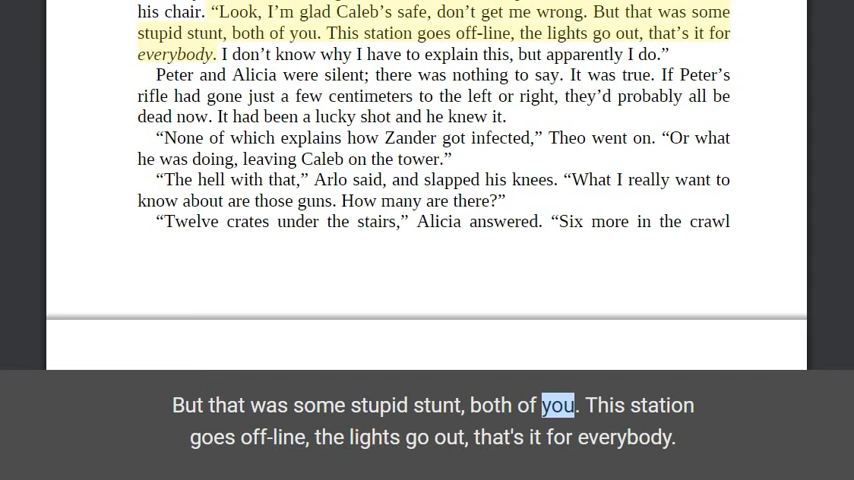 his chair. “Look, I’m glad Caleb’s safe, don’t get me wrong. But that was some
stupid stunt, both of you. This station goes off-line, the lights go out, that’s it for
everybody. I don’t know why I have to explain this, but apparently I do.”
Peter and Alicia were silent; there was nothing to say. It was true. If Peter’s
rifle had gone just a few centimeters to the left or right, they’d probably all be
dead now. It had been a lucky shot and he knew it.
“None of which explains how Zander got infected,” Theo went on. “Or what
he was doing, leaving Caleb on the tower.”
“The hell with that,” Arlo said, and slapped his knees. “What I really want to
know about are those guns. How many are there?”
“Twelve crates under the stairs,” Alicia answered. “Six more in the crawl
But that was some stupid stunt, both of you. This station
goes off-line, the lights go out, that's it for everybody.